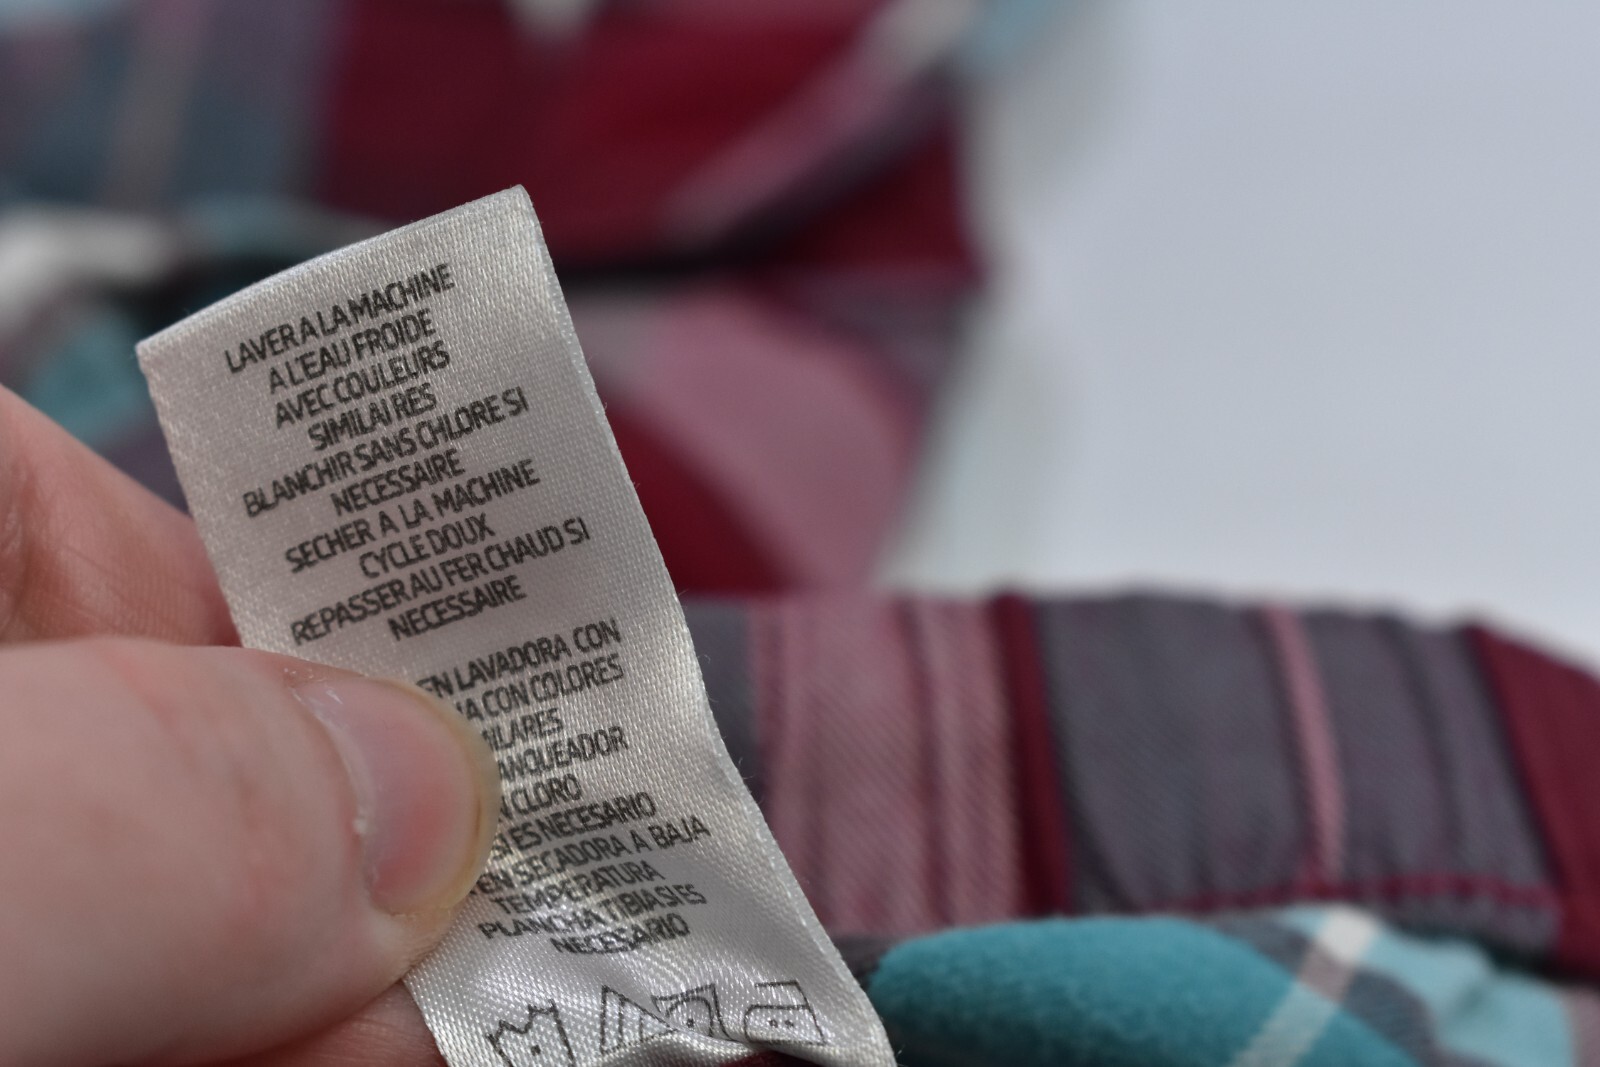 LAVER A LA MACHINE
A L'EAU FROIDE
AVEC COULEURS
SIMILAIRES
BLANCHIR SANS CHLORE SI
NECESSAIRE
SECHER A LA MACHINE
CYCLE DOUX
REPASSER AU FER CHAUD SI
NECESSAIRE
EN LAVADORA CON
CON COLORES
ILARES
ANQUEADOR
CLORO
SI ES NECESARIO
EN SECADORA A BAJA
TEMPERATURA
PLANCHA TIBIA SI ES
NECESARIO